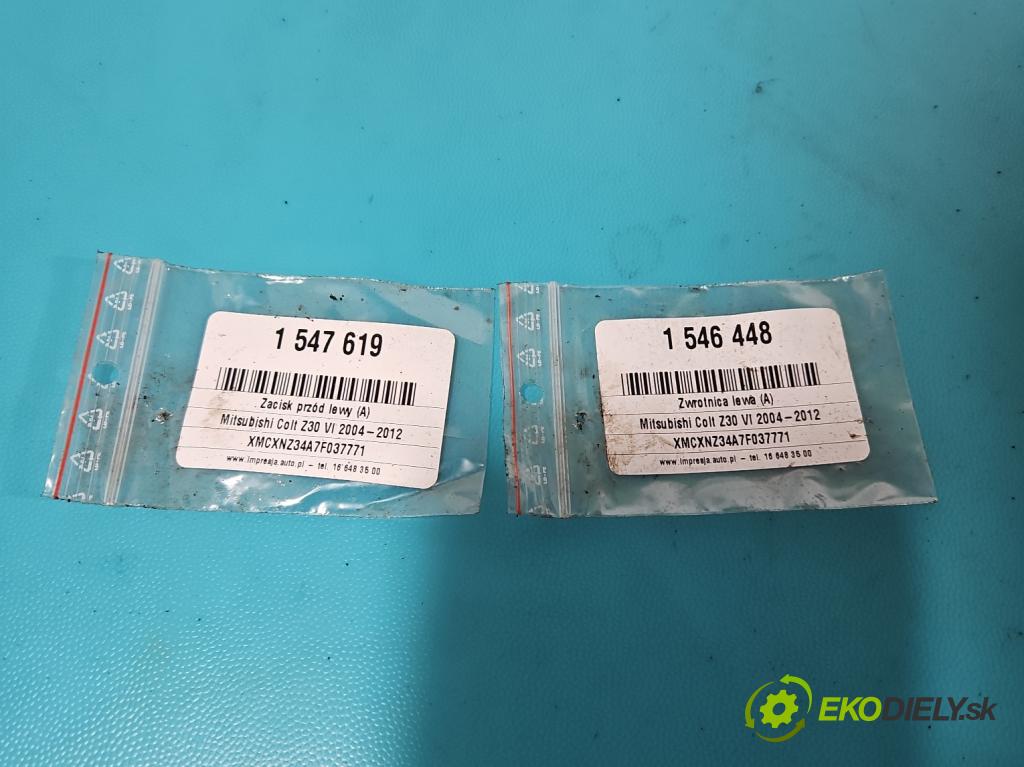 1 547 619
Zacisk przód lewy (A)
Mitsubishi Colt Z30 VI 2004-2012
XMCXNZ34A7F037771
www.impresja.auto.pl - tel. 16 648 35 00
1 546 448
Zwrotnica lewa (A)
Mitsubishi Colt Z30 VI 2004-2012
XMCXNZ34A7F037771
www.impresja.auto.pl - tel. 16 648 35 00
EKODIELY.sk